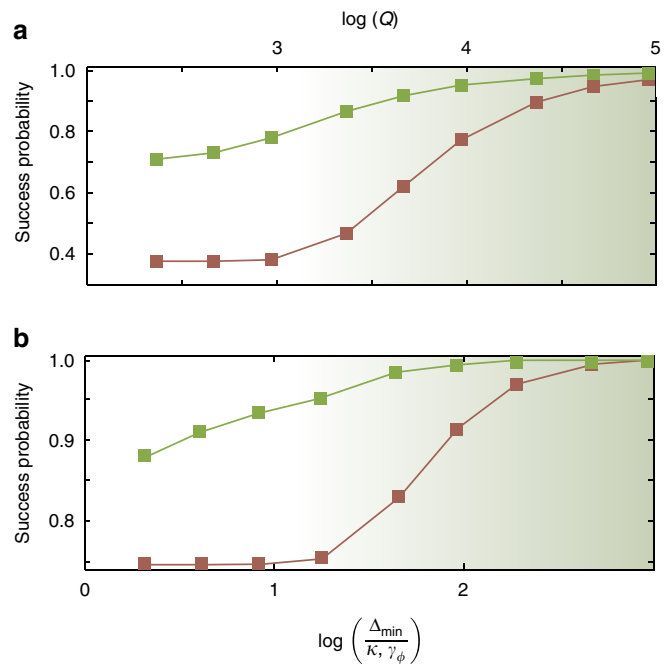 log (Q)
a
3 4 5
Success probability
1.0
0.8
0.6
0.4
b
Success probability
1.0
0.9
0.8
0 1 2
log (Δmin / κ, γϕ)